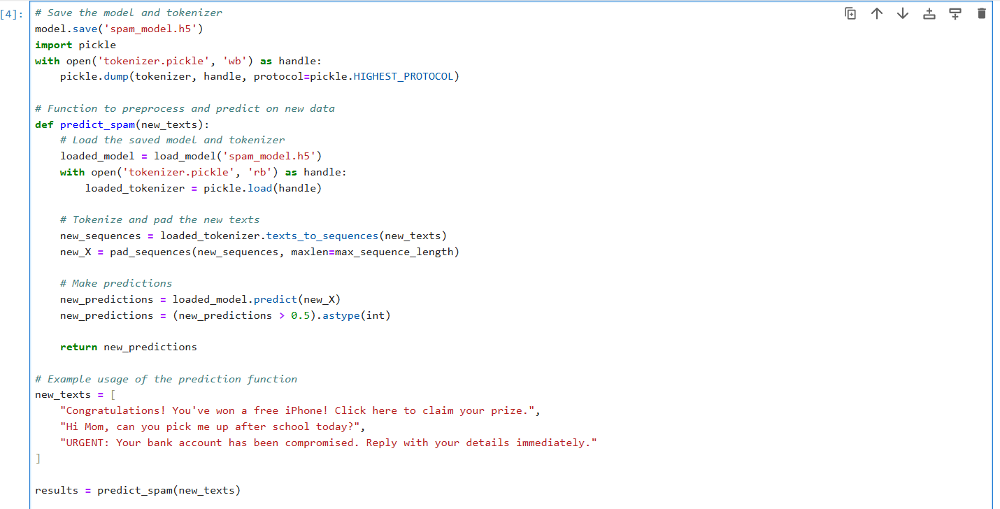 [4]:
# Save the model and tokenizer
model.save('spam_model.h5')
import pickle
with open('tokenizer.pickle', 'wb') as handle:
    pickle.dump(tokenizer, handle, protocol=pickle.HIGHEST_PROTOCOL)

# Function to preprocess and predict on new data
def predict_spam(new_texts):
    # Load the saved model and tokenizer
    loaded_model = load_model('spam_model.h5')
    with open('tokenizer.pickle', 'rb') as handle:
        loaded_tokenizer = pickle.load(handle)

    # Tokenize and pad the new texts
    new_sequences = loaded_tokenizer.texts_to_sequences(new_texts)
    new_X = pad_sequences(new_sequences, maxlen=max_sequence_length)

    # Make predictions
    new_predictions = loaded_model.predict(new_X)
    new_predictions = (new_predictions > 0.5).astype(int)

    return new_predictions

# Example usage of the prediction function
new_texts = [
    "Congratulations! You've won a free iPhone! Click here to claim your prize.",
    "Hi Mom, can you pick me up after school today?",
    "URGENT: Your bank account has been compromised. Reply with your details immediately."
]

results = predict_spam(new_texts)